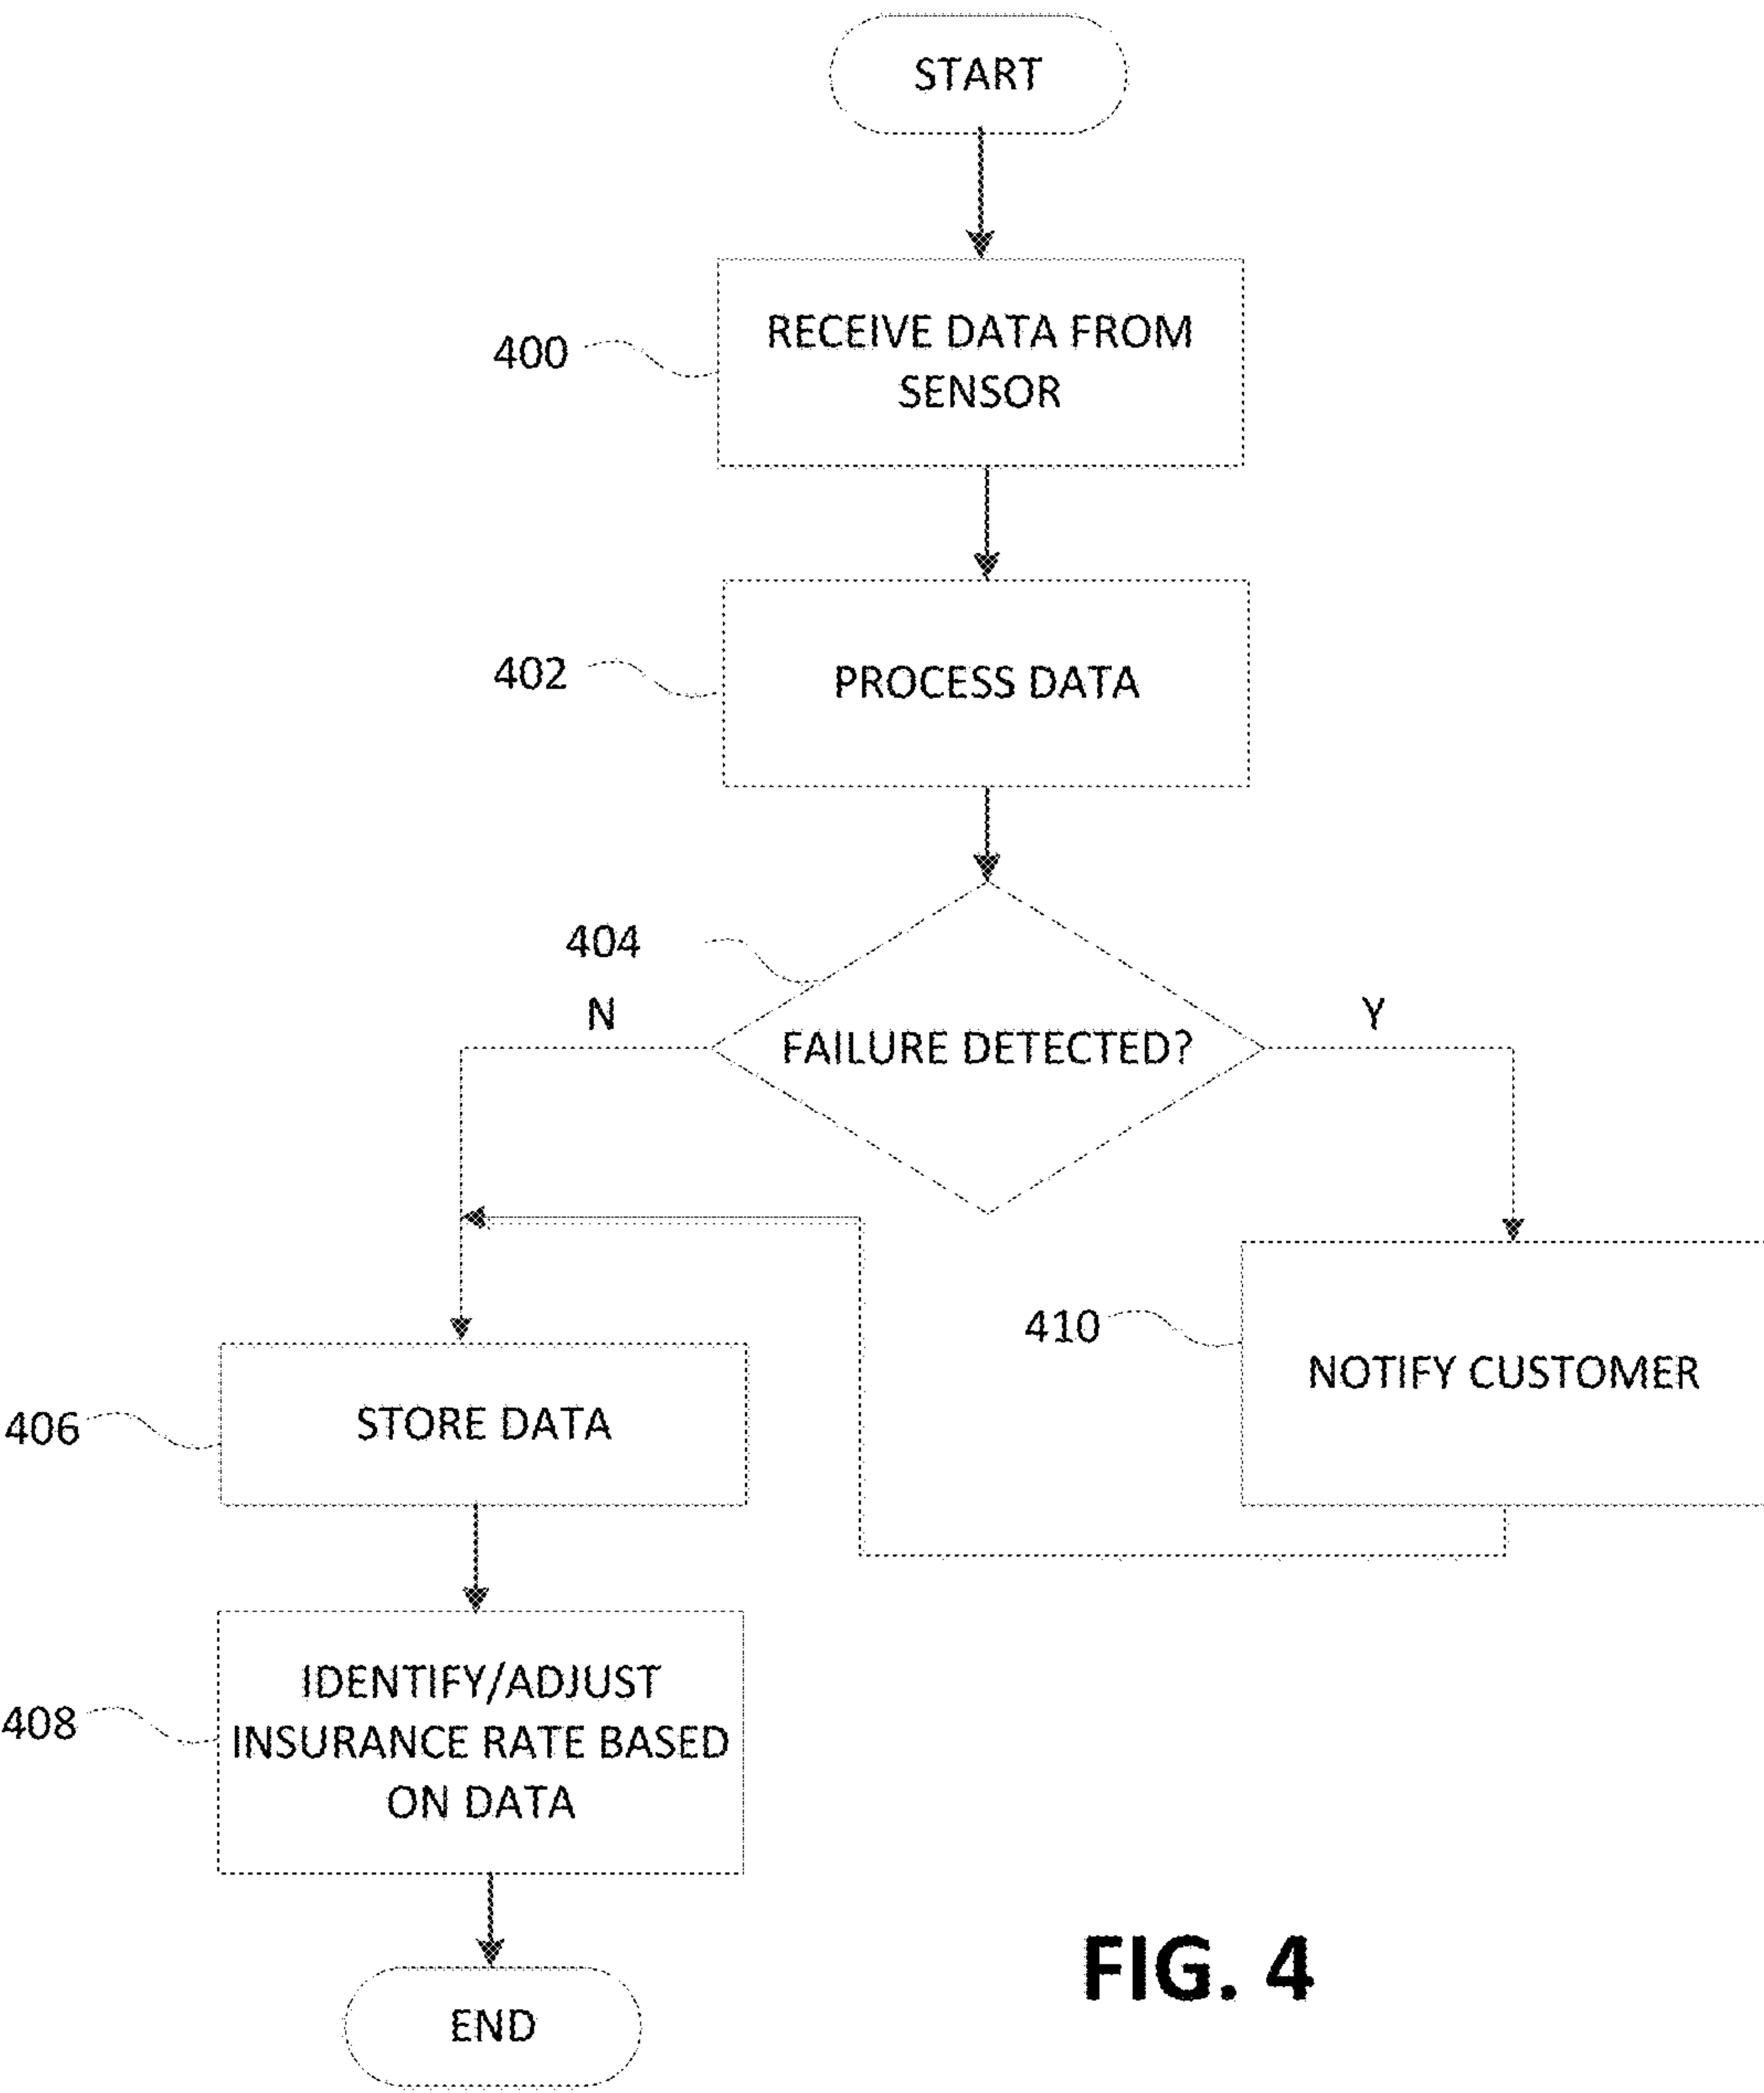 START
400
RECEIVE DATA FROM
SENSOR
402
PROCESS DATA
404
N
FAILURE DETECTED?
Y
410
NOTIFY CUSTOMER
406
STORE DATA
408
IDENTIFY/ADJUST
INSURANCE RATE BASED
ON DATA
END
FIG. 4